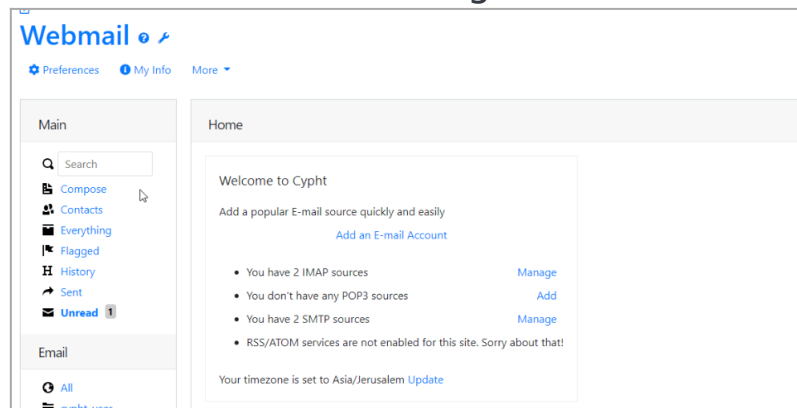 Webmail
Preferences My Info More
Main
Home
Search
Compose
Contacts
Everything
Flagged
History
Sent
Unread 1
Email
All
Welcome to Cypht
Add a popular E-mail source quickly and easily
Add an E-mail Account
You have 2 IMAP sources Manage
You don't have any POP3 sources Add
You have 2 SMTP sources Manage
RSS/ATOM services are not enabled for this site. Sorry about that!
Your timezone is set to Asia/Jerusalem Update